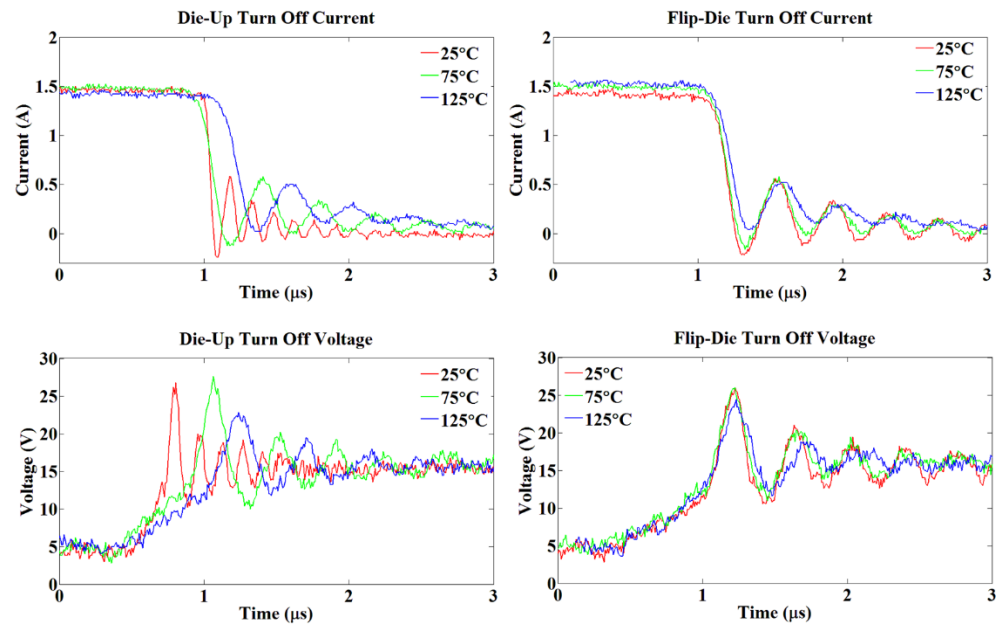 Die-Up Turn Off Current
2
1.5
1
0.5
0
Current (A)
25°C
75°C
125°C
0 1 2 3
Time (μs)
Flip-Die Turn Off Current
2
1.5
1
0.5
0
Current (A)
25°C
75°C
125°C
0 1 2 3
Time (μs)
Die-Up Turn Off Voltage
30
25
20
15
10
5
0
Voltage (V)
25°C
75°C
125°C
0 1 2 3
Time (μs)
Flip-Die Turn Off Voltage
30
25
20
15
10
5
0
Voltage (V)
25°C
75°C
125°C
0 1 2 3
Time (μs)